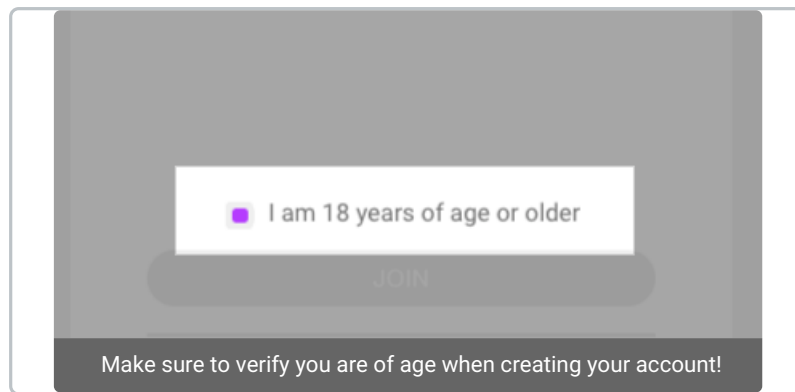 I am 18 years of age or older
JOIN
Make sure to verify you are of age when creating your account!